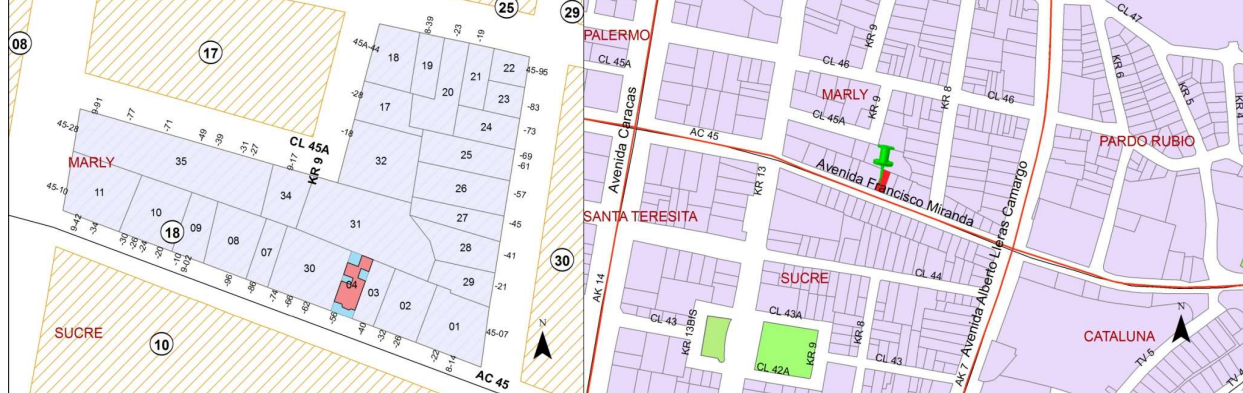 25
29
08
17
8-39
-23
-19
45A-44
18
19
20
21
22
45-95
23
-83
24
-73
-28
17
-18
9-91
-77
-71
-49
-39
-31
-27
CL 45A
9-17
KR 9
45-28
MARLY
35
32
25
-69
-61
26
-57
45-10
11
10
09
08
07
34
31
27
-45
28
-41
29
-21
18
30
04
03
02
01
45-07
9-42
-34
-30
-26
-24
-20
-10
9-02
-96
-86
-74
-66
-62
-56
-40
-32
-26
-22
8-14
AC 45
30
SUCRE
10
N
PALERMO
CL 45A
Avenida Caracas
AC 45
KR 9
CL 46
MARLY
KR 9
CL 45A
KR 8
CL 46
CL 47
KR 6
KR 5
KR 4
PARDO RUBIO
Avenida Francisco Miranda
KR 13
SANTA TERESITA
SUCRE
CL 44
Avenida Alberto Lleras Camargo
AK 14
CL 43
KR 13BIS
CL 43A
KR 9
CL 42A
KR 8
CL 43
AK 7
N
CATALUNA
TV 5
TV 4